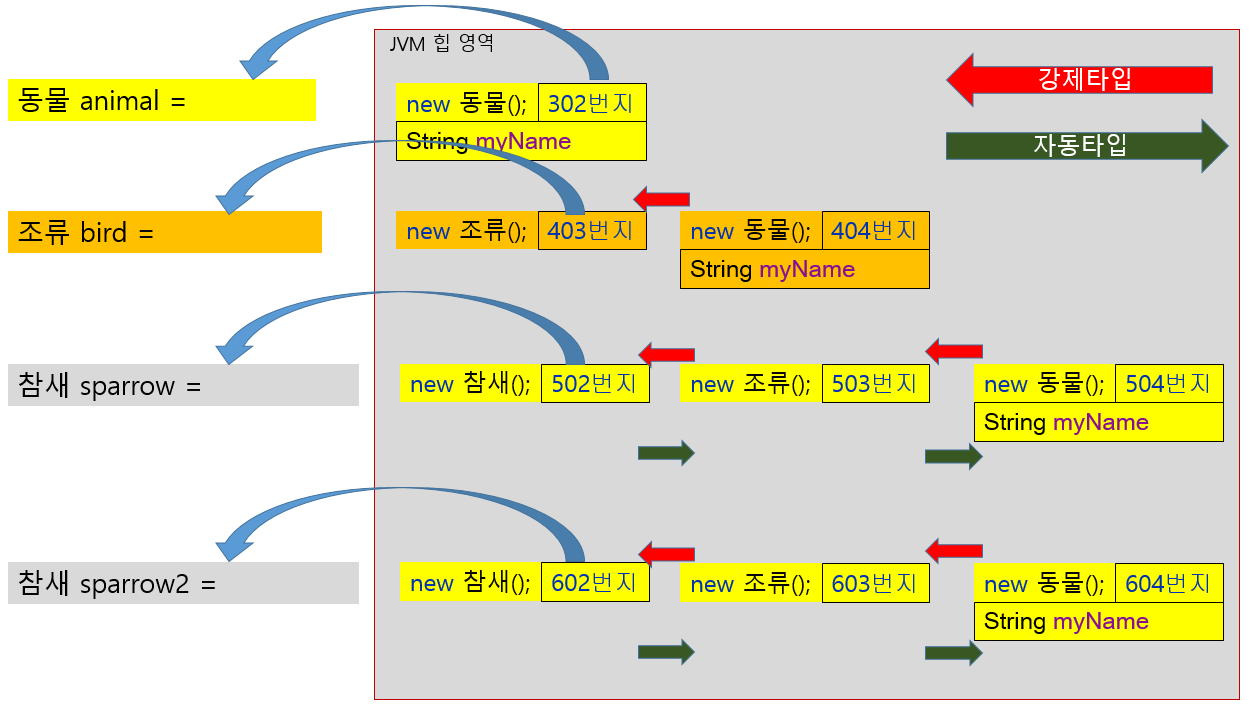 JVM 힙 영역
강제타입
자동타입
동물 animal =
new 동물(); 302번지
String myName
조류 bird =
new 조류(); 403번지
new 동물(); 404번지
String myName
참새 sparrow =
new 참새(); 502번지
new 조류(); 503번지
new 동물(); 504번지
String myName
참새 sparrow2 =
new 참새(); 602번지
new 조류(); 603번지
new 동물(); 604번지
String myName